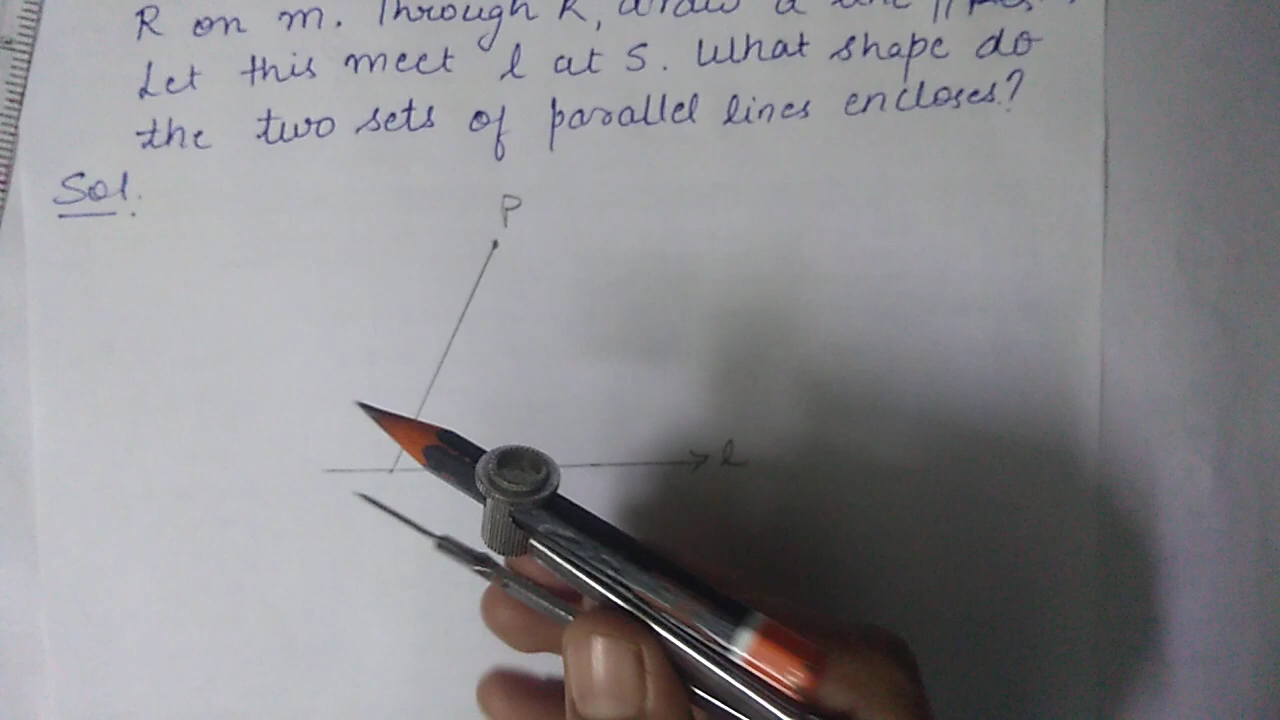 R on m. Through R, draw a line
Let this meet l at S. What shape do
the two sets of parallel lines encloses?
Sol.
P
l